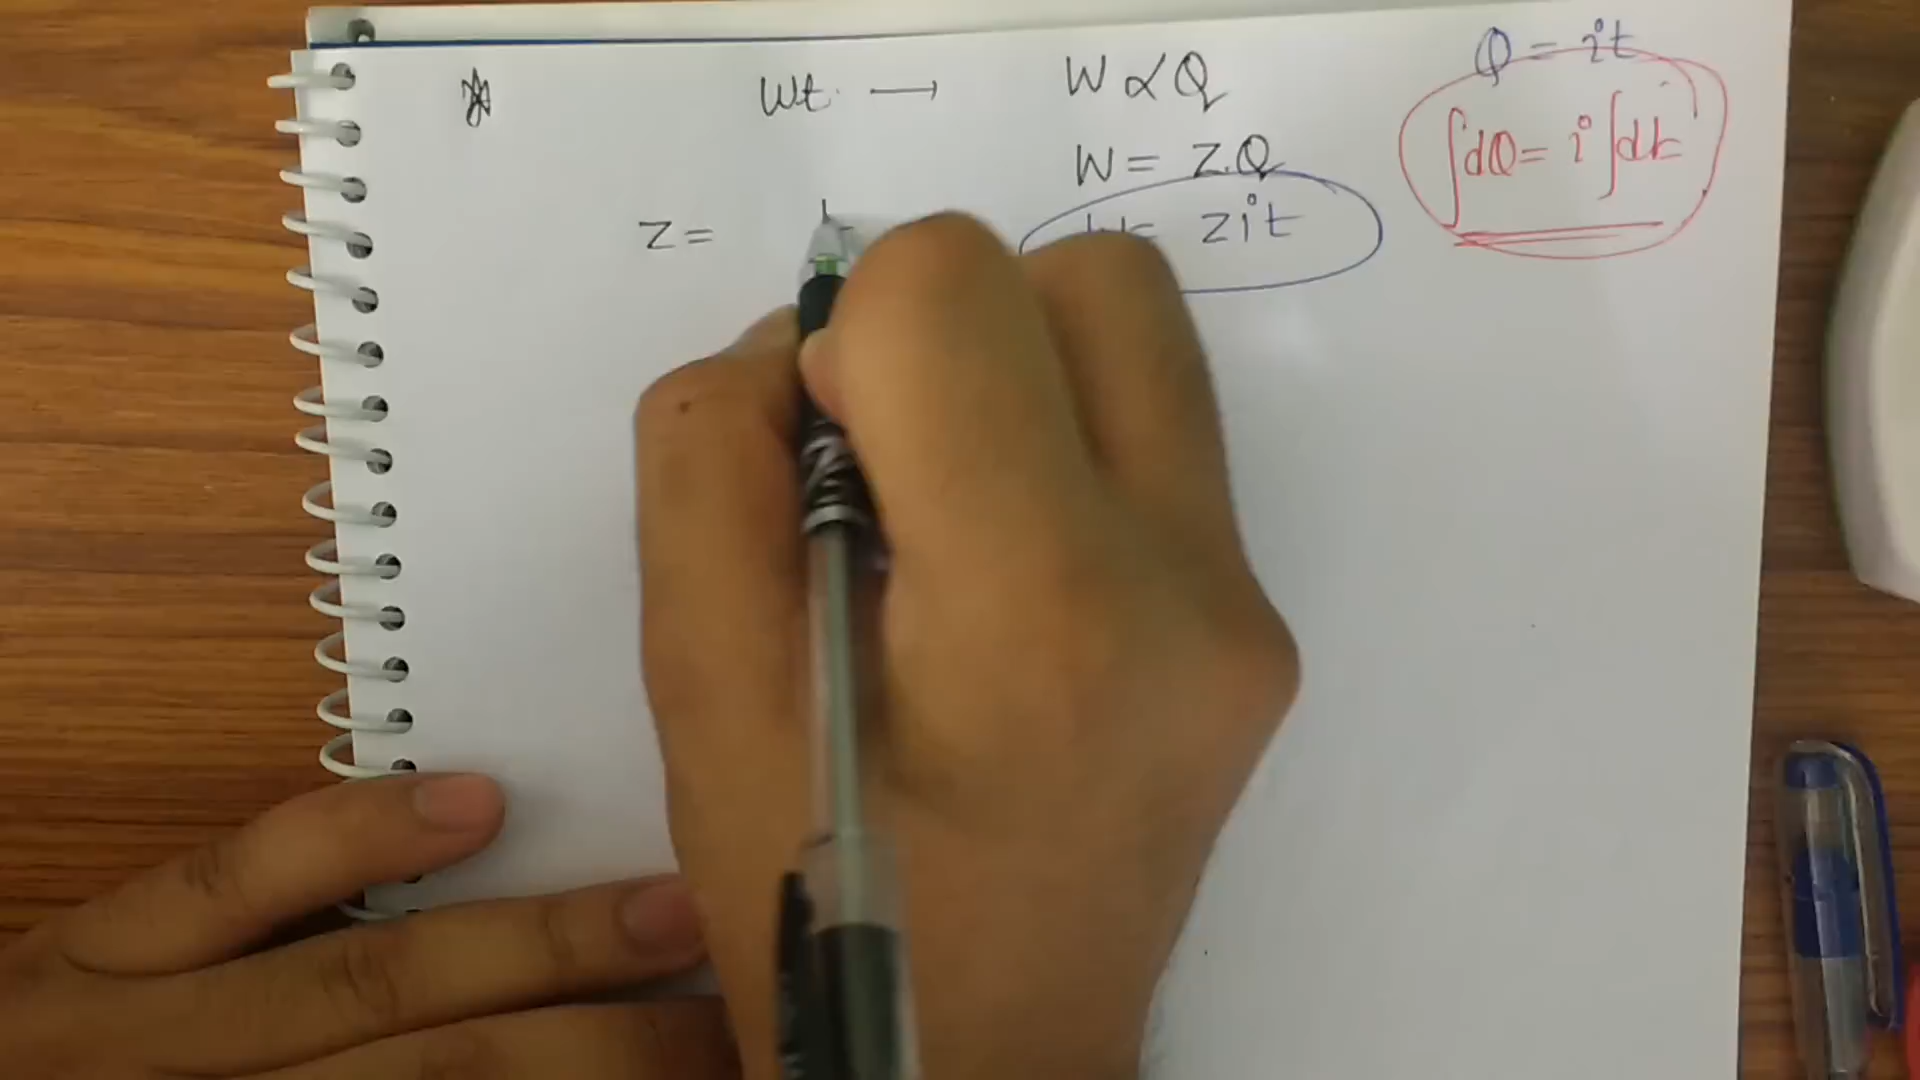 Wt. → W ∝ Q
Q = it
∫dQ = i∫dt
W = Z.Q
Z =
Zit